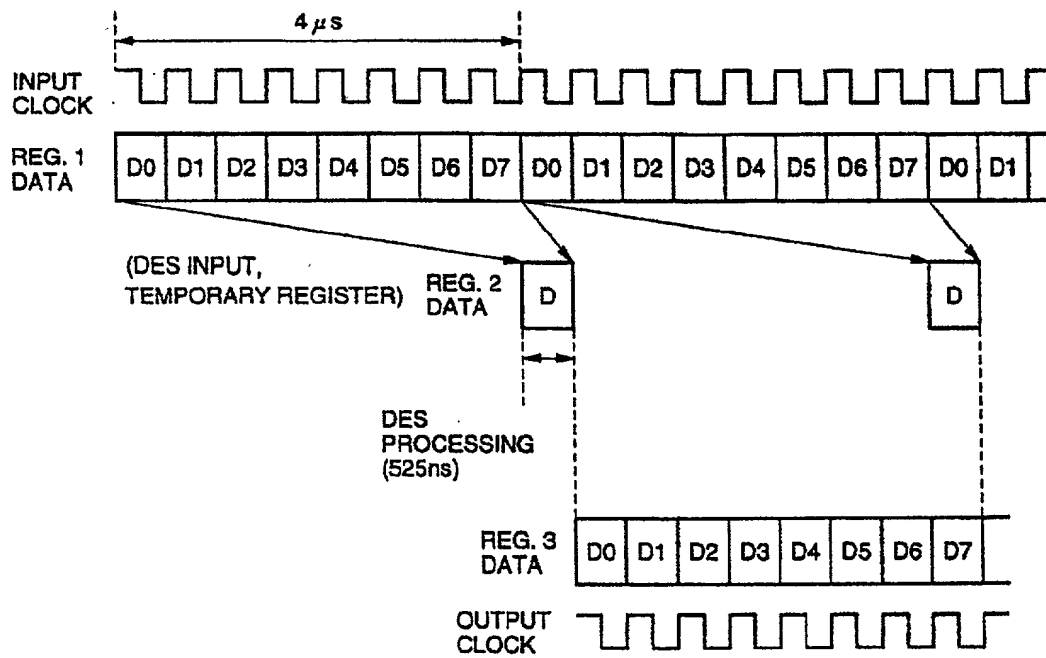 4 μs
INPUT
CLOCK
REG. 1
DATA
D0 D1 D2 D3 D4 D5 D6 D7 D0 D1 D2 D3 D4 D5 D6 D7 D0 D1
(DES INPUT,
TEMPORARY REGISTER)
REG. 2
DATA
D
D
DES
PROCESSING
(525ns)
REG. 3
DATA
D0 D1 D2 D3 D4 D5 D6 D7
OUTPUT
CLOCK